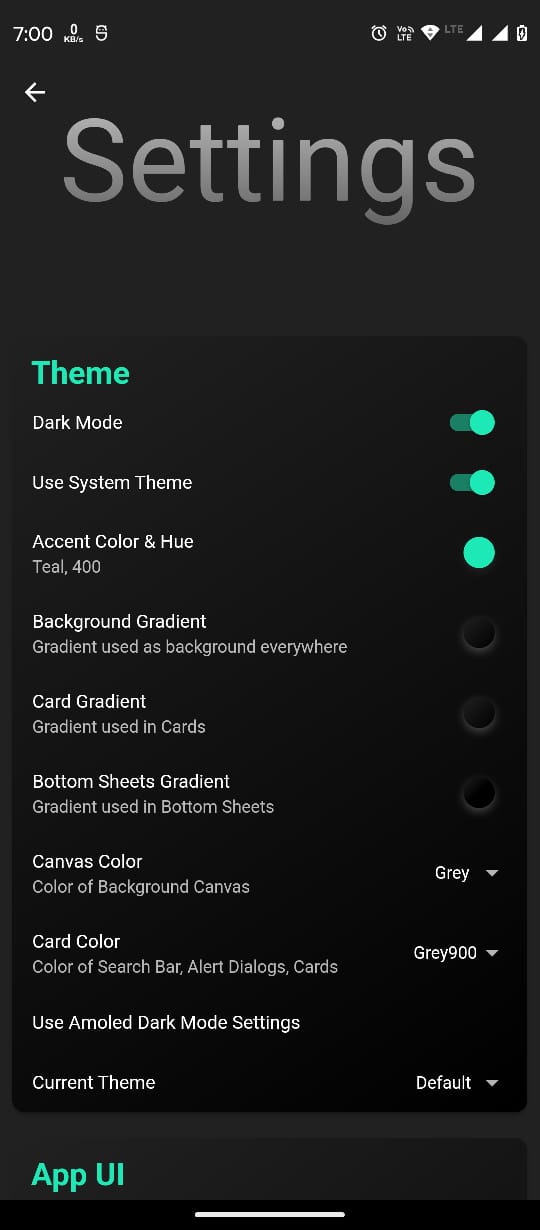 7:00 0 KB/s VoLTE LTE
Settings
Theme
Dark Mode
Use System Theme
Accent Color & Hue
Teal, 400
Background Gradient
Gradient used as background everywhere
Card Gradient
Gradient used in Cards
Bottom Sheets Gradient
Gradient used in Bottom Sheets
Canvas Color
Grey
Color of Background Canvas
Card Color
Grey900
Color of Search Bar, Alert Dialogs, Cards
Use Amoled Dark Mode Settings
Current Theme Default
App UI